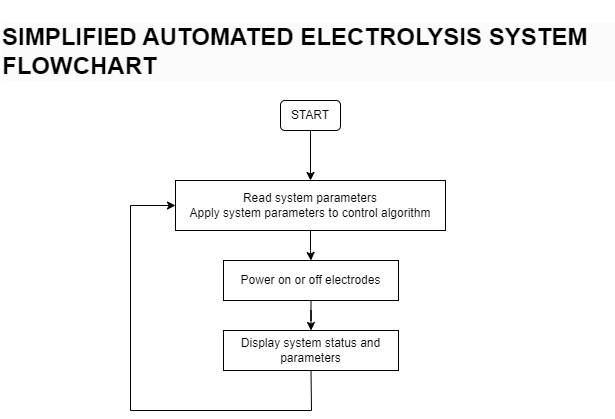 SIMPLIFIED AUTOMATED ELECTROLYSIS SYSTEM
FLOWCHART
START
Read system parameters
Apply system parameters to control algorithm
Power on or off electrodes
Display system status and
parameters